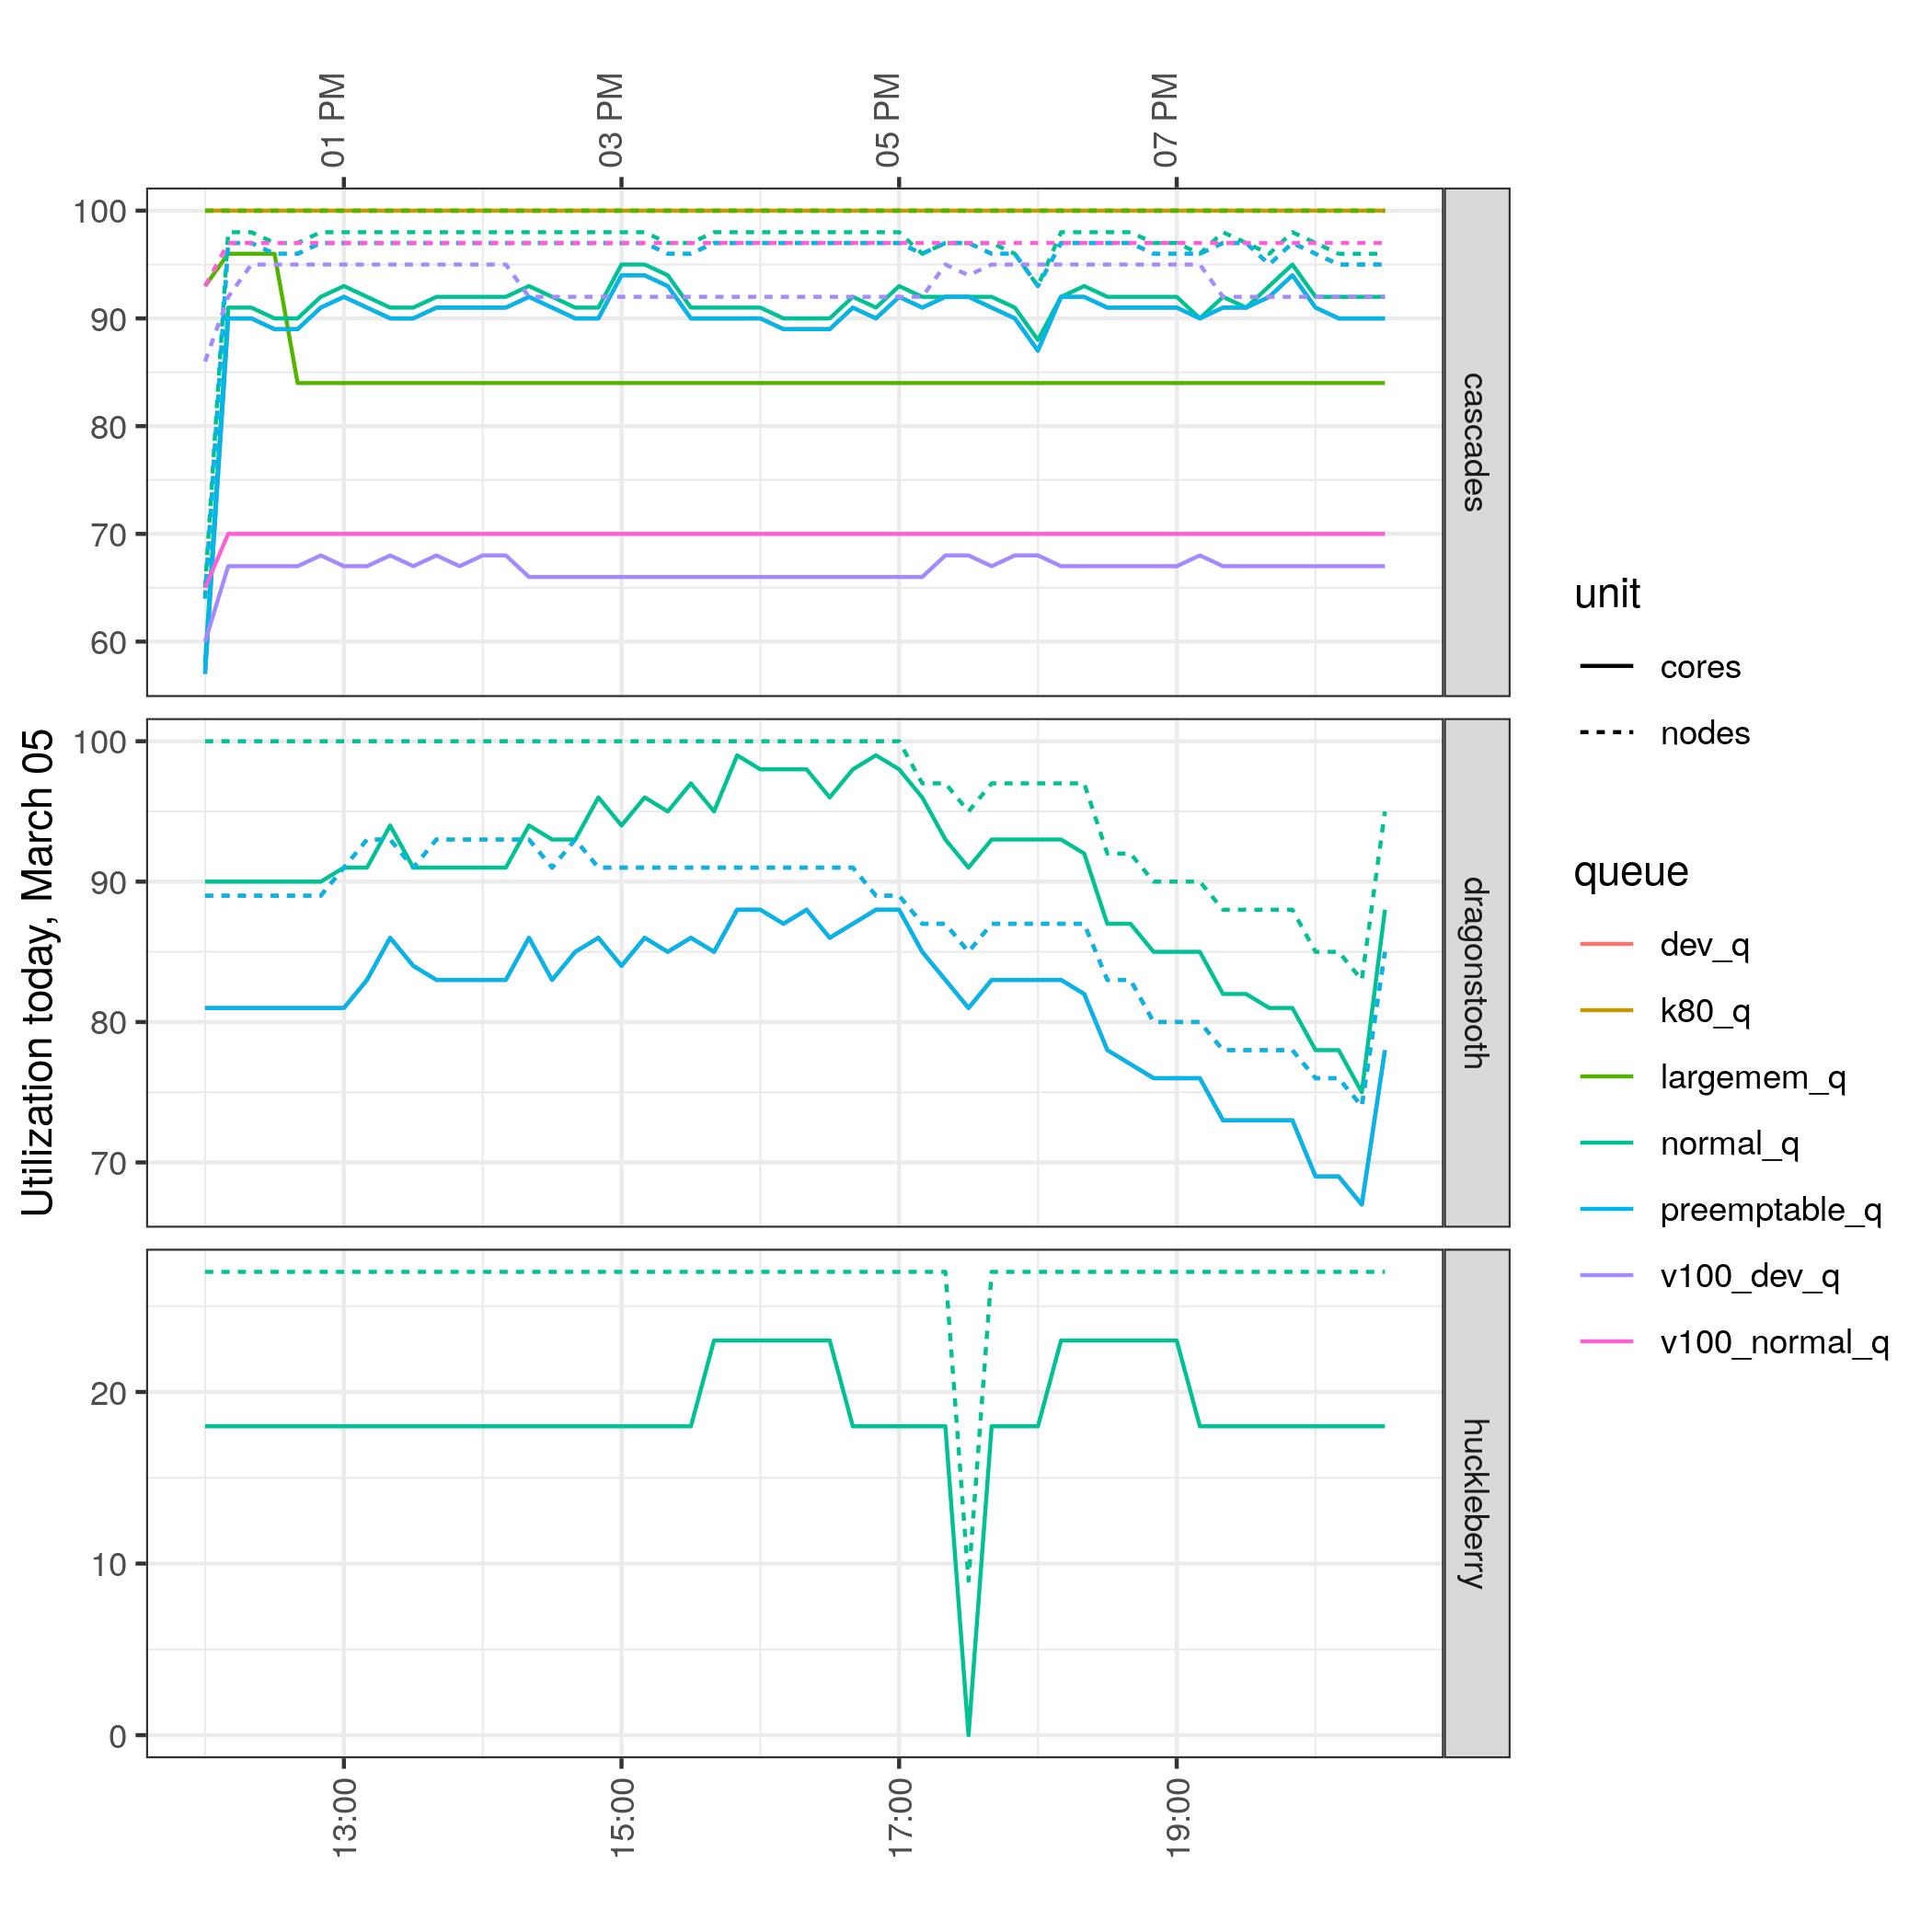 01 PM
03 PM
05 PM
07 PM
Utilization today, March 05
100
90
80
70
60
cascades
100
90
80
70
dragonstooth
20
10
0
huckleberry
13:00
15:00
17:00
19:00
unit
cores
nodes
queue
dev_q
k80_q
largemem_q
normal_q
preemptable_q
v100_dev_q
v100_normal_q